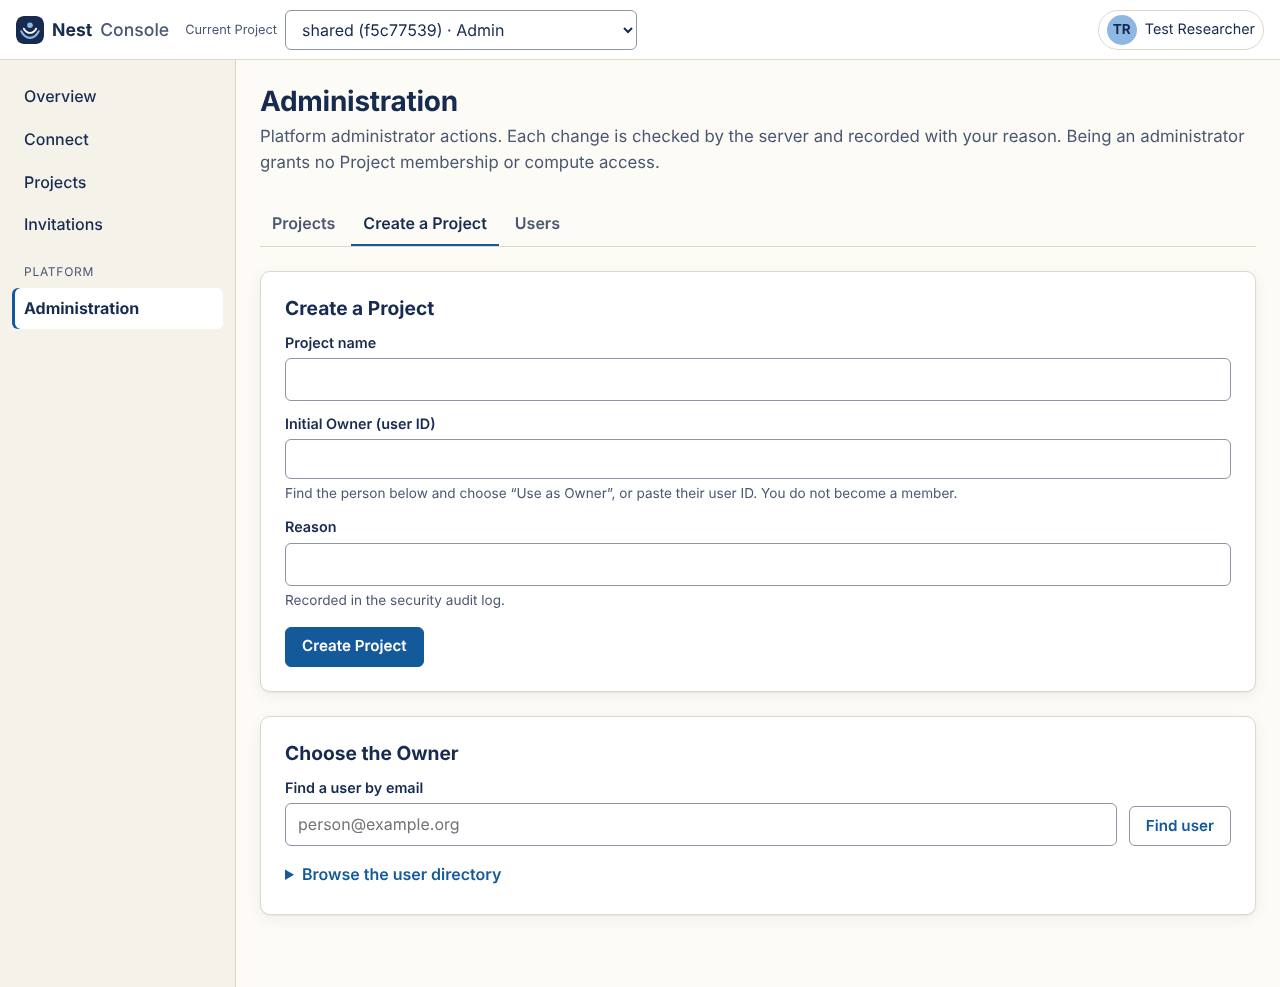 Nest Console
Current Project
shared (f5c77539) · Admin
TR
Test Researcher
Overview
Connect
Projects
Invitations
PLATFORM
Administration
Administration
Platform administrator actions. Each change is checked by the server and recorded with your reason. Being an administrator
grants no Project membership or compute access.
Projects
Create a Project
Users
Create a Project
Project name
Initial Owner (user ID)
Find the person below and choose “Use as Owner”, or paste their user ID. You do not become a member.
Reason
Recorded in the security audit log.
Create Project
Choose the Owner
Find a user by email
person@example.org
Find user
Browse the user directory